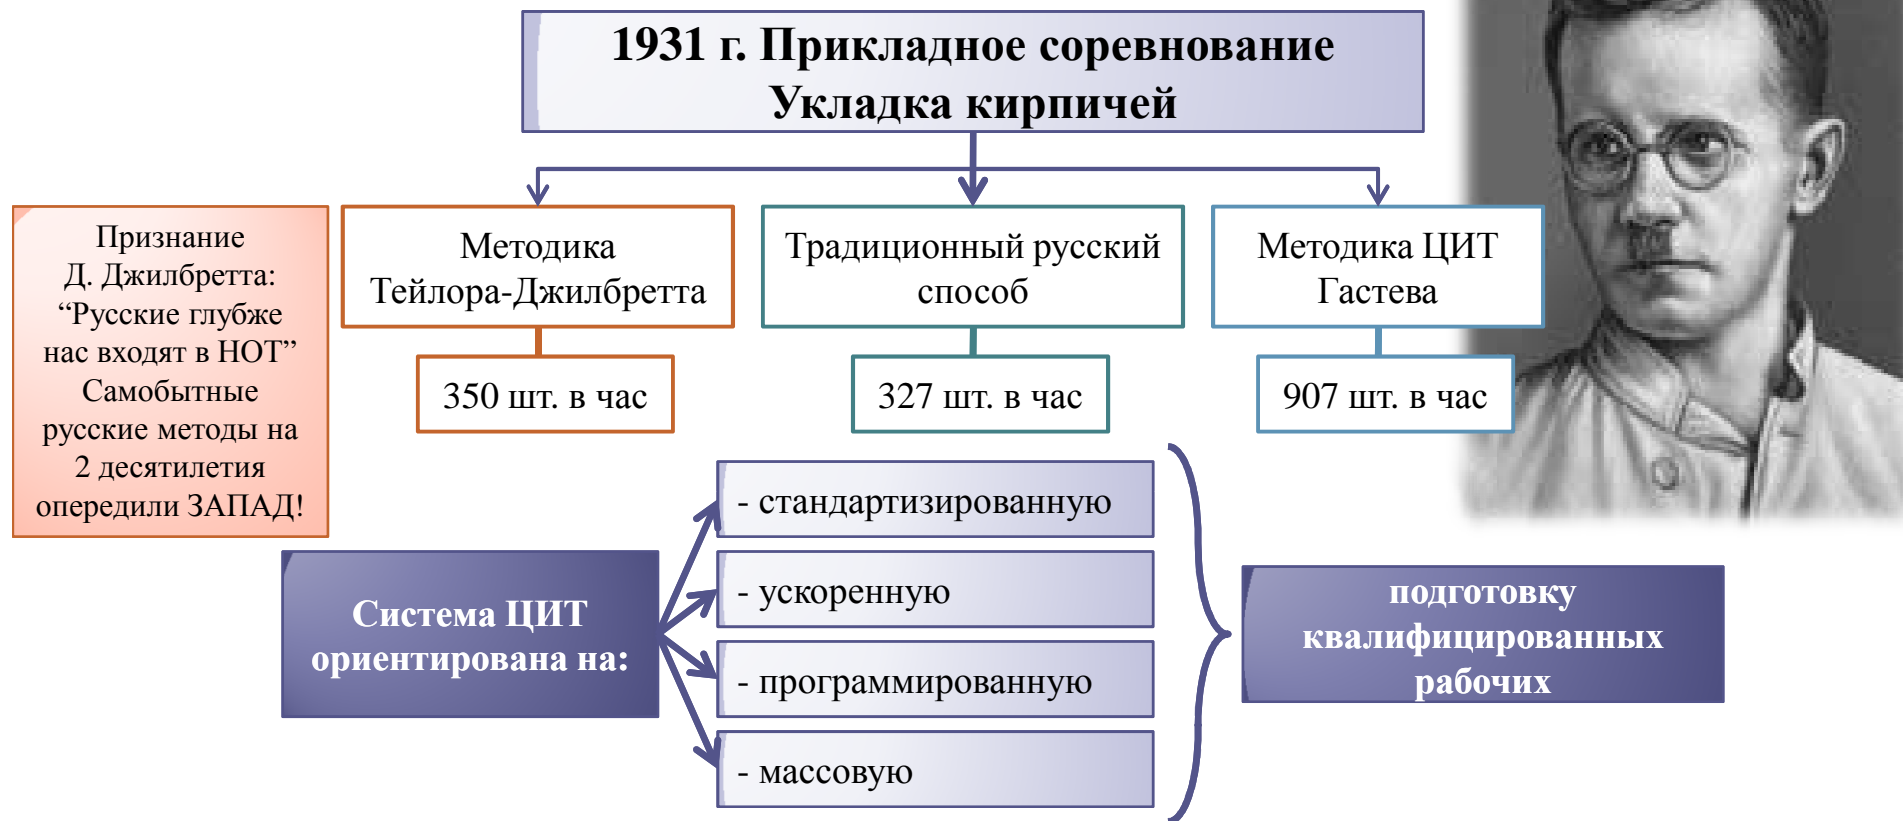 1931 г. Прикладное соревнование
Укладка кирпичей
Признание
Д. Джилбретта:
“Русские глубже
нас входят в НОТ”
Самобытные
русские методы на
2 десятилетия
опередили ЗАПАД!
Методика
Тейлора-Джилбретта
350 шт. в час
Традиционный русский
способ
327 шт. в час
Методика ЦИТ
Гастева
907 шт. в час
Система ЦИТ
ориентирована на:
- стандартизированную
- ускоренную
- программированную
- массовую
подготовку
квалифицированных
рабочих